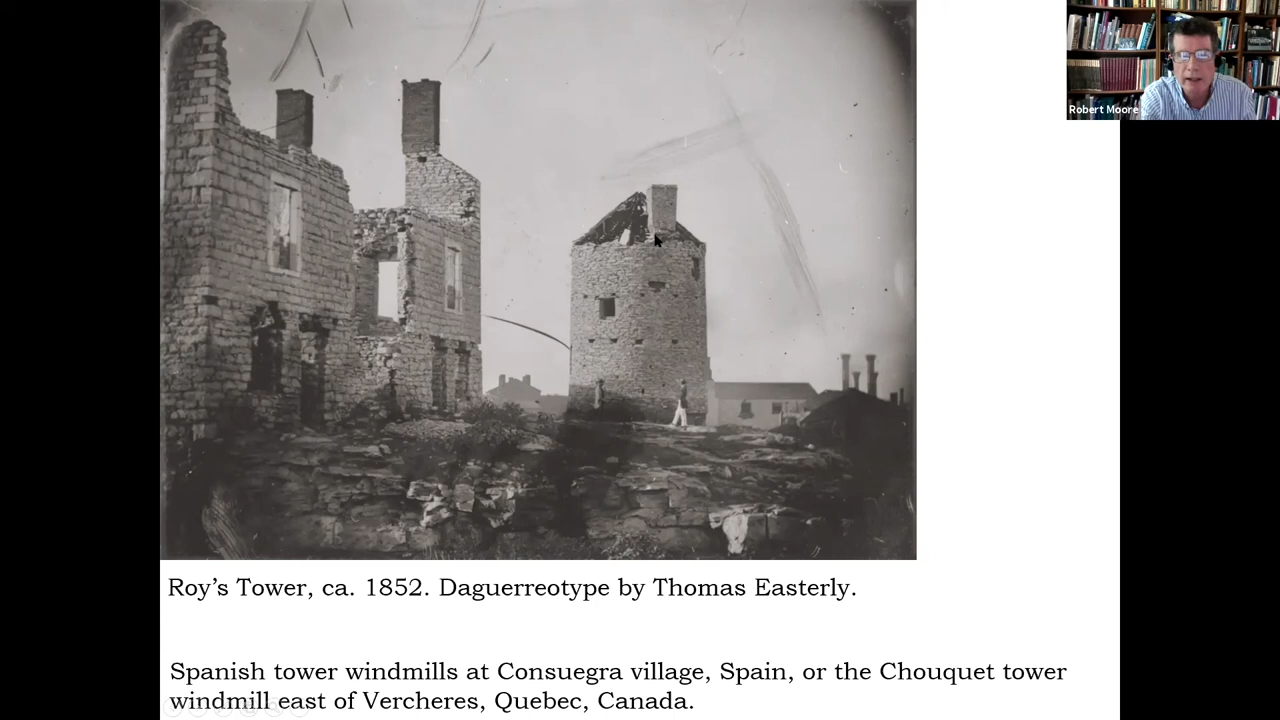 Robert Moore
Roy's Tower, ca. 1852. Daguerreotype by Thomas Easterly.
Spanish tower windmills at Consuegra village, Spain, or the Chouquet tower
windmill east of Vercheres, Quebec, Canada.